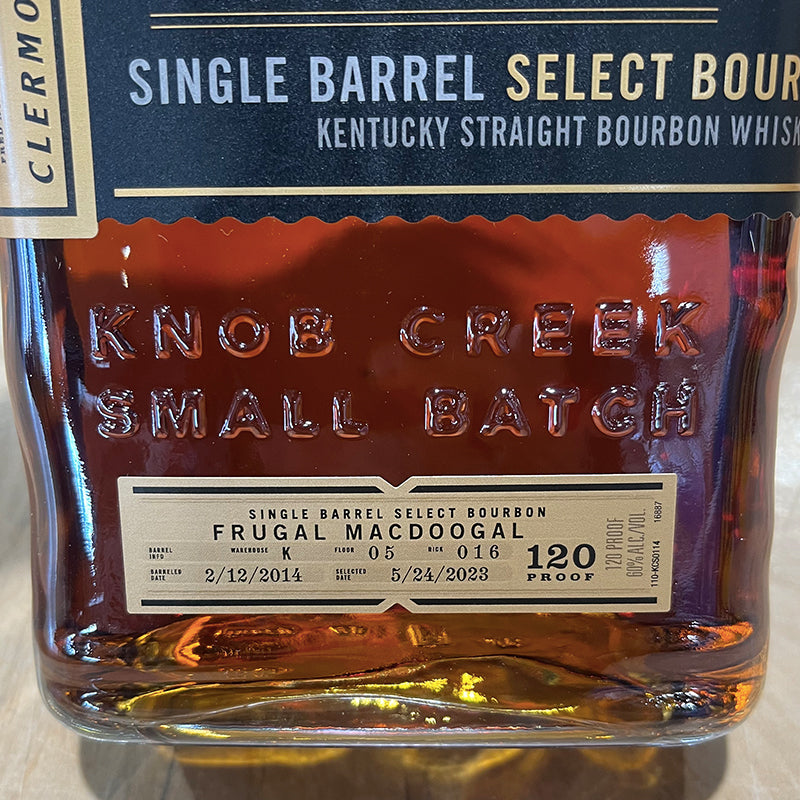 CLERMO
SINGLE BARREL SELECT BOUR
KENTUCKY STRAIGHT BOURBON WHISK
KNOB CREEK
SMALL BATCH
SINGLE BARREL SELECT BOURBON
FRUGAL MACDOOGAL
BARREL INFO WAREHOUSE K FLOOR 05 RICK 016
BARRELED DATE 2/12/2014 SELECTED DATE 5/24/2023
120
PROOF
120 PROOF
60% ALC./VOL.
110-KCS0114 16887